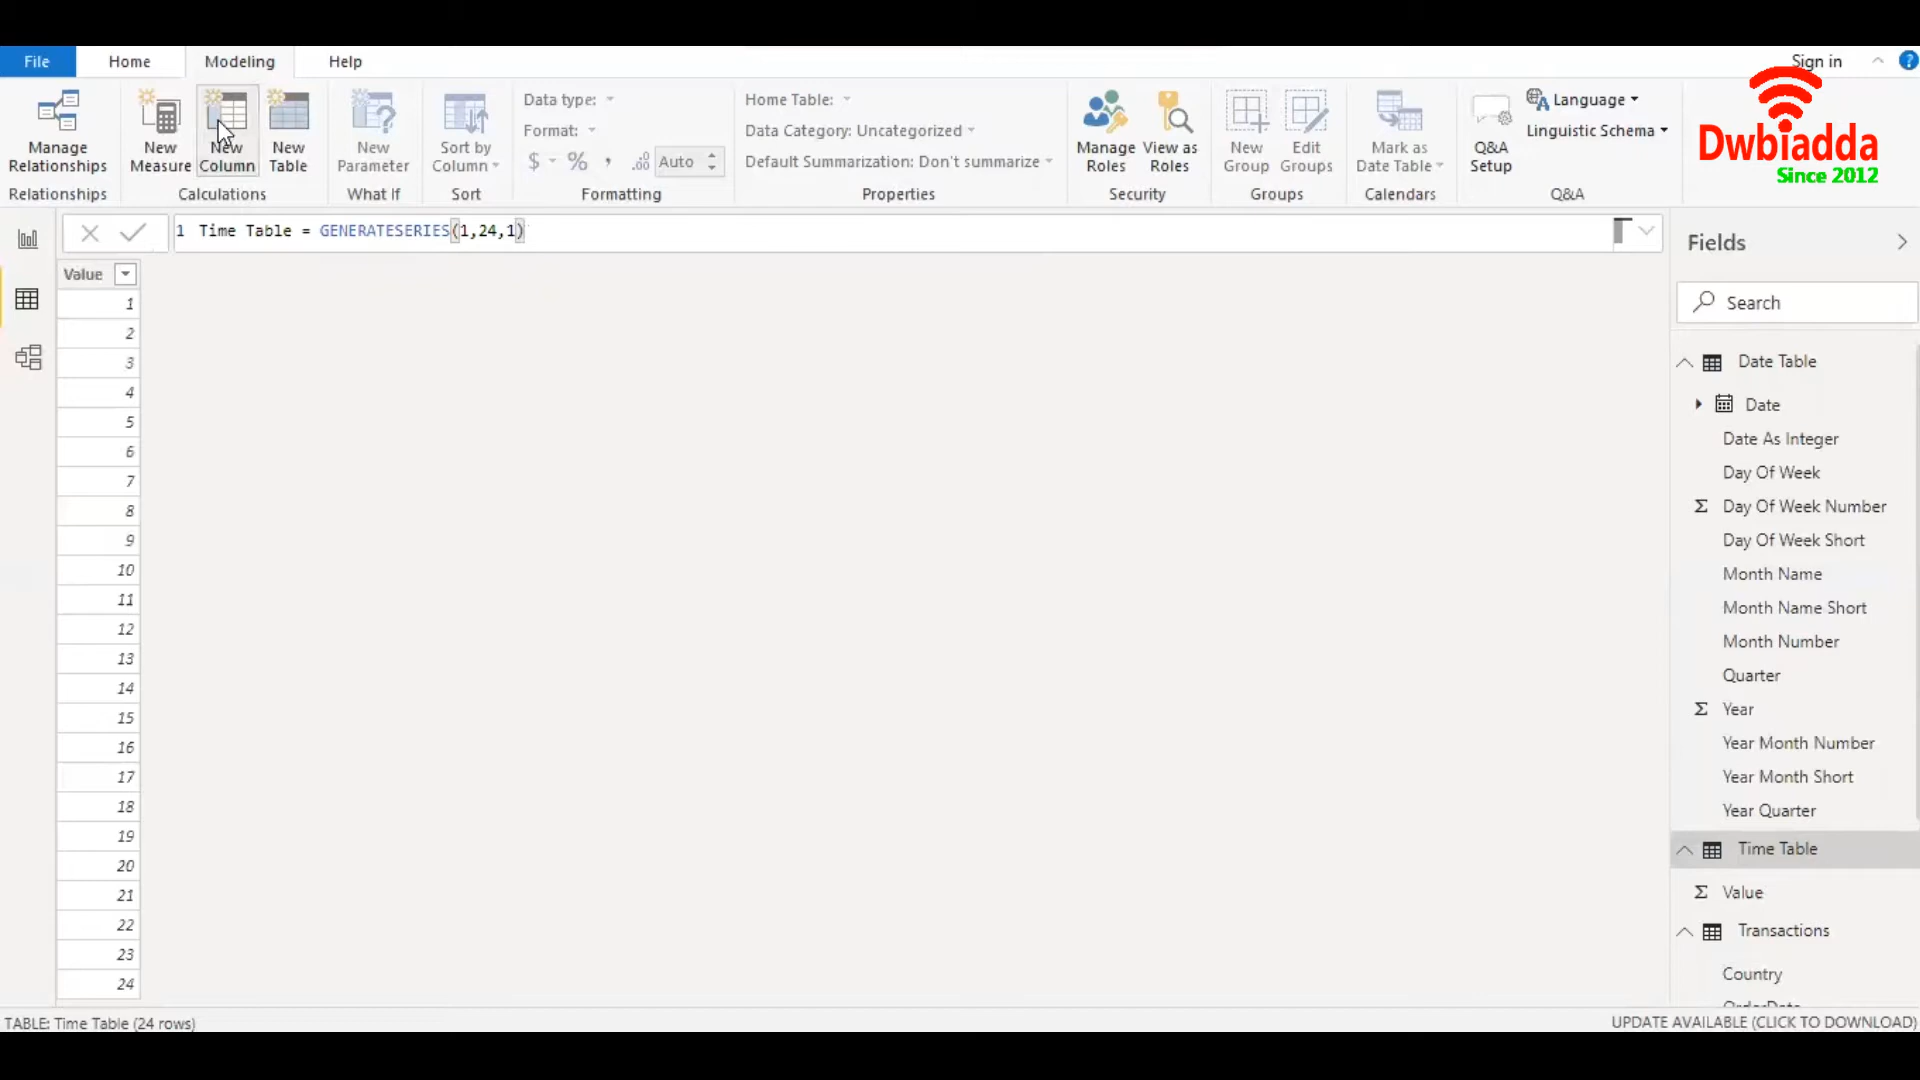 File Home Modeling Help Sign in ?
Manage Relationships
New Measure
New Column
New Table
New Parameter
Sort by Column
Data type:
Format:
$ % , .00 Auto
Home Table:
Data Category: Uncategorized
Default Summarization: Don't summarize
Manage Roles
View as Roles
New Group
Edit Groups
Mark as Date Table
Q&A Setup
Language
Linguistic Schema
Relationships Calculations What If Sort Formatting Properties Security Groups Calendars Q&A
Dwbiadda
Since 2012
1 Time Table = GENERATESERIES(1,24,1)
Value
1
2
3
4
5
6
7
8
9
10
11
12
13
14
15
16
17
18
19
20
21
22
23
24
Fields
Search
Date Table
Date
Date As Integer
Day Of Week
Σ Day Of Week Number
Day Of Week Short
Month Name
Month Name Short
Month Number
Quarter
Σ Year
Year Month Number
Year Month Short
Year Quarter
Time Table
Σ Value
Transactions
Country
OrderDate
TABLE: Time Table (24 rows)
UPDATE AVAILABLE (CLICK TO DOWNLOAD)